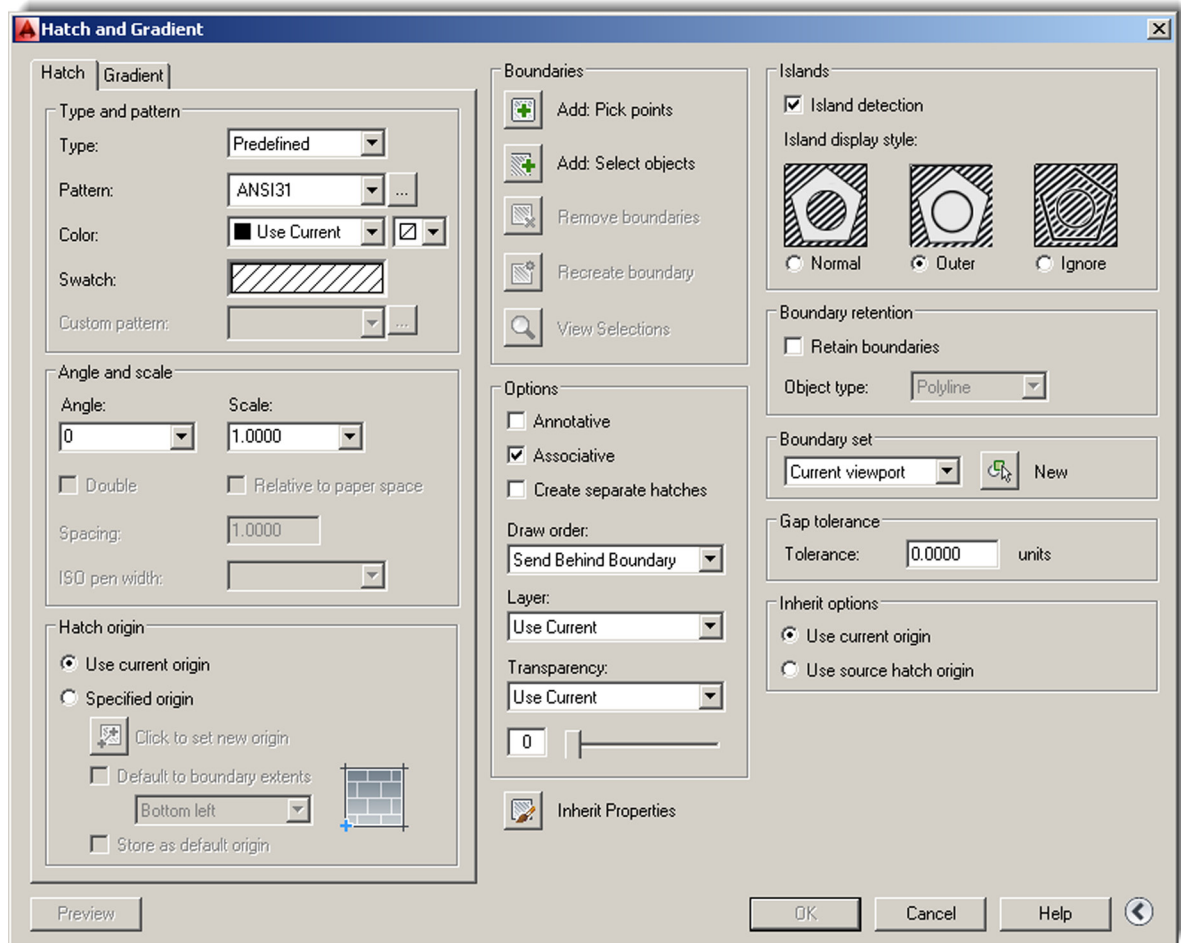 Hatch and Gradient
Hatch
Gradient
Type and pattern
Type:
Predefined
Pattern:
ANSI31
...
Color:
Use Current
Swatch:
Custom pattern:
...
Angle and scale
Angle:
Scale:
0
1.0000
Double
Relative to paper space
Spacing:
1.0000
ISO pen width:
Hatch origin
Use current origin
Specified origin
Click to set new origin
Default to boundary extents
Bottom left
Store as default origin
Preview
Boundaries
Add: Pick points
Add: Select objects
Remove boundaries
Recreate boundary
View Selections
Options
Annotative
Associative
Create separate hatches
Draw order:
Send Behind Boundary
Layer:
Use Current
Transparency:
Use Current
0
Inherit Properties
Islands
Island detection
Island display style:
Normal
Outer
Ignore
Boundary retention
Retain boundaries
Object type:
Polyline
Boundary set
Current viewport
New
Gap tolerance
Tolerance:
0.0000
units
Inherit options
Use current origin
Use source hatch origin
OK
Cancel
Help